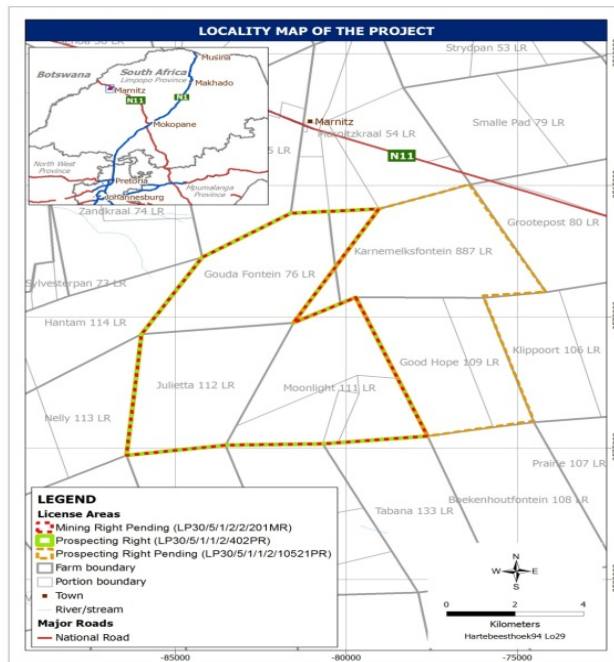 LOCALITY MAP OF THE PROJECT
Strydpan 53 LR
Musina
Botswana
South Africa
Limpopo Province
Makhado
Marnitz
N11
N1
Mokopane
North West
Province
Pretoria
Mpumalanga
Province
Johannesburg
Marnitz
54 LR
Smalle Pad 79 LR
N11
Zandkraal 74 LR
Grootepost 80 LR
Karnemelksfontein 887 LR
Gouda Fontein 76 LR
Sylvesterpan 73 LR
Hantam 114 LR
Klippoort 106 LR
Good Hope 109 LR
Julietta 112 LR
Moonlight 111 LR
Nelly 113 LR
Prairie 107 LR
Boekenhoutfontein 108 LR
Tabana 133 LR
LEGEND
License Areas
Mining Right Pending (LP30/5/1/2/2/201MR)
Prospecting Right (LP30/5/1/1/2/402PR)
Prospecting Right Pending (LP30/5/1/1/2/10521PR)
Farm boundary
Portion boundary
Town
River/stream
Major Roads
National Road
N
W E
S
0 2 4
Kilometers
Hartebeesthoek94 Lo29
-85000 -80000 -75000